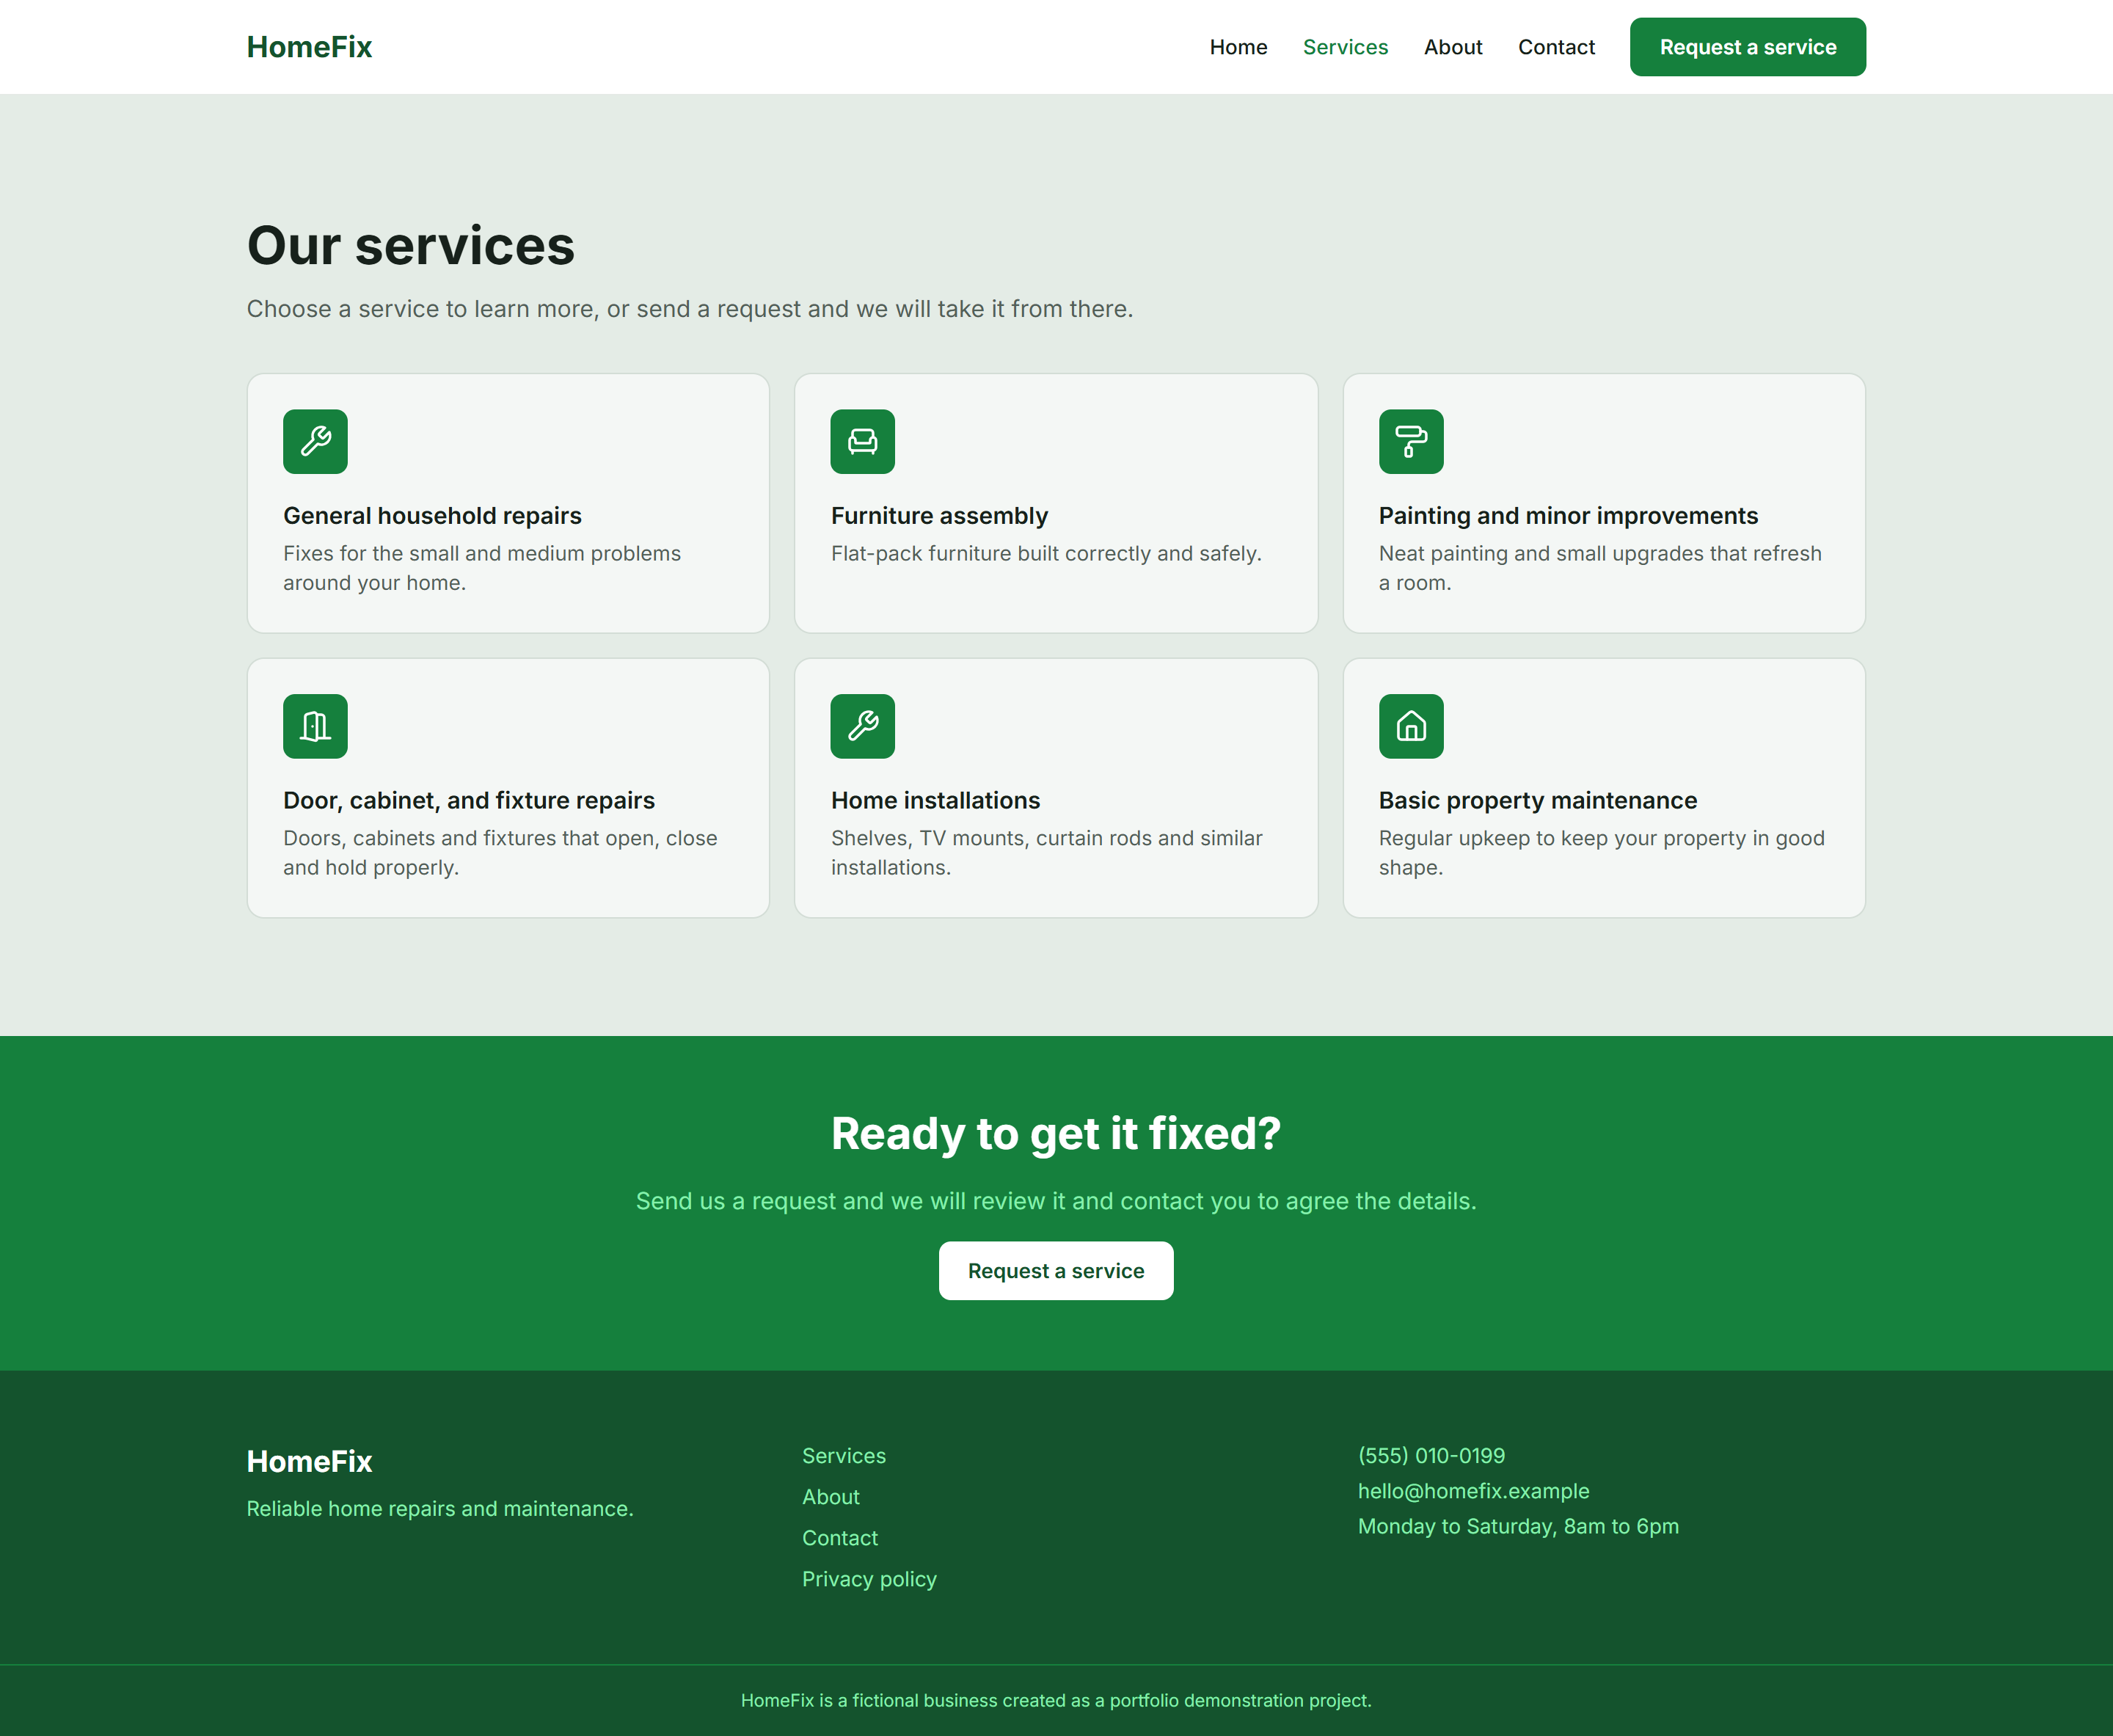 HomeFix
Home
Services
About
Contact
Request a service
Our services
Choose a service to learn more, or send a request and we will take it from there.
General household repairs
Fixes for the small and medium problems
around your home.
Furniture assembly
Flat-pack furniture built correctly and safely.
Painting and minor improvements
Neat painting and small upgrades that refresh
a room.
Door, cabinet, and fixture repairs
Doors, cabinets and fixtures that open, close
and hold properly.
Home installations
Shelves, TV mounts, curtain rods and similar
installations.
Basic property maintenance
Regular upkeep to keep your property in good
shape.
Ready to get it fixed?
Send us a request and we will review it and contact you to agree the details.
Request a service
HomeFix
Reliable home repairs and maintenance.
Services
About
Contact
Privacy policy
(555) 010-0199
hello@homefix.example
Monday to Saturday, 8am to 6pm
HomeFix is a fictional business created as a portfolio demonstration project.